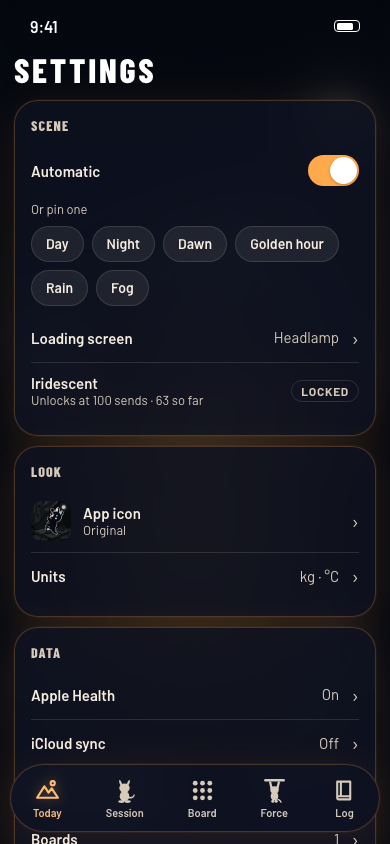 9:41
SETTINGS
SCENE
Automatic
Or pin one
Day Night Dawn Golden hour
Rain Fog
Loading screen Headlamp ›
Iridescent
Unlocks at 100 sends · 63 so far
LOCKED
LOOK
App icon
Original ›
Units kg · °C ›
DATA
Apple Health On ›
iCloud sync Off ›
Today Session Board Force Log
Boards 1 ›